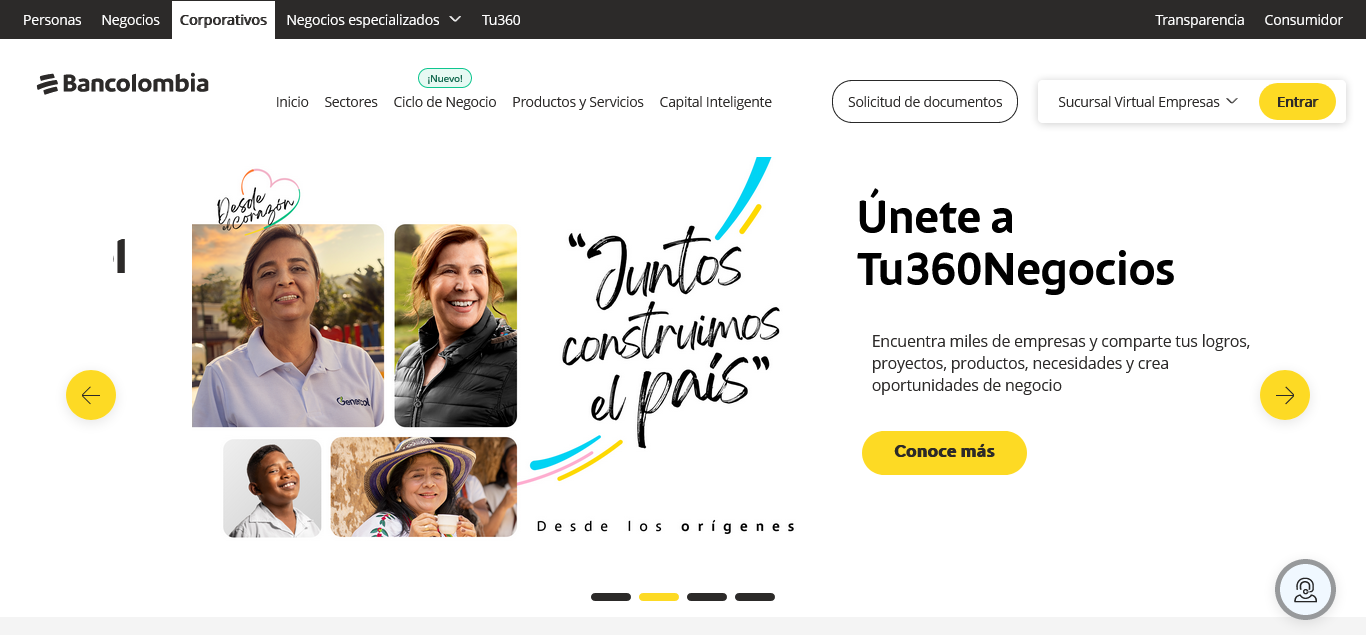 Personas Negocios Corporativos Negocios especializados Tu360 Transparencia Consumidor
Bancolombia
¡Nuevo!
Inicio Sectores Ciclo de Negocio Productos y Servicios Capital Inteligente
Solicitud de documentos
Sucursal Virtual Empresas
Entrar
Desde
el corazón
Genecol
“Juntos
construimos
el país”
Desde los orígenes
Únete a
Tu360Negocios
Encuentra miles de empresas y comparte tus logros,
proyectos, productos, necesidades y crea
oportunidades de negocio
Conoce más